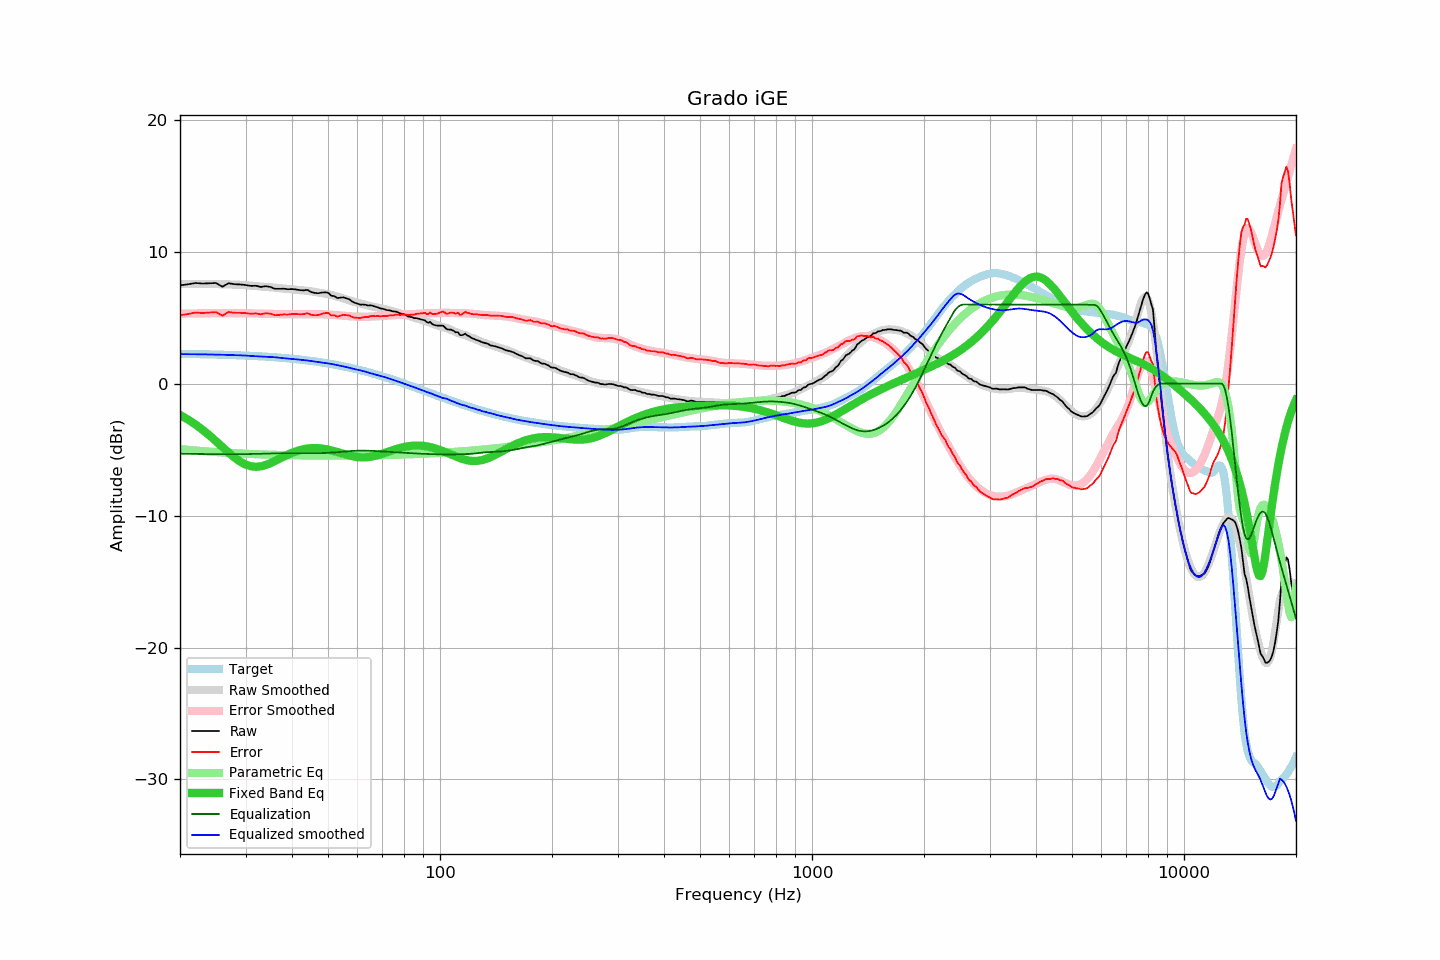 Grado iGE
20
10
0
−10
−20
−30
Amplitude (dBr)
Target
Raw Smoothed
Error Smoothed
Raw
Error
Parametric Eq
Fixed Band Eq
Equalization
Equalized smoothed
100
1000
10000
Frequency (Hz)